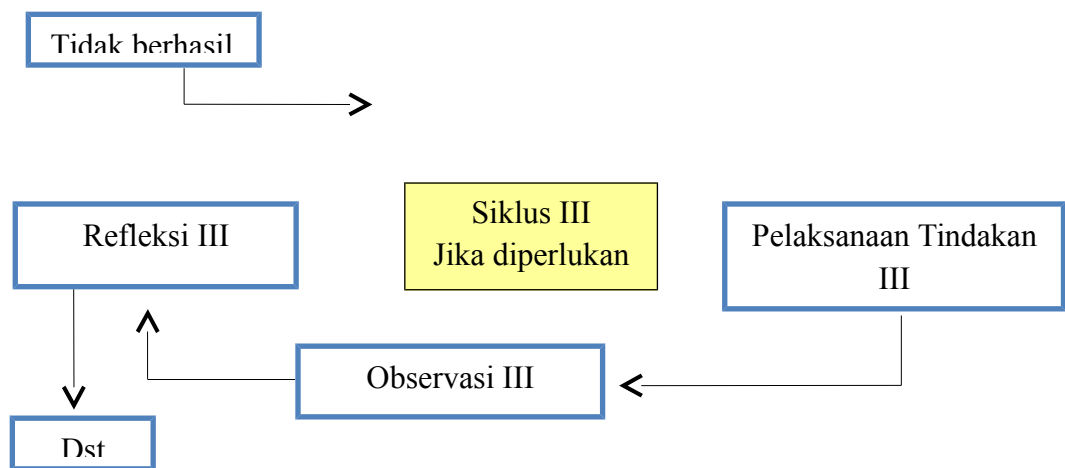 Tidak berhasil
Siklus III
Jika diperlukan
Refleksi III
Pelaksanaan Tindakan
III
Observasi III
Dst